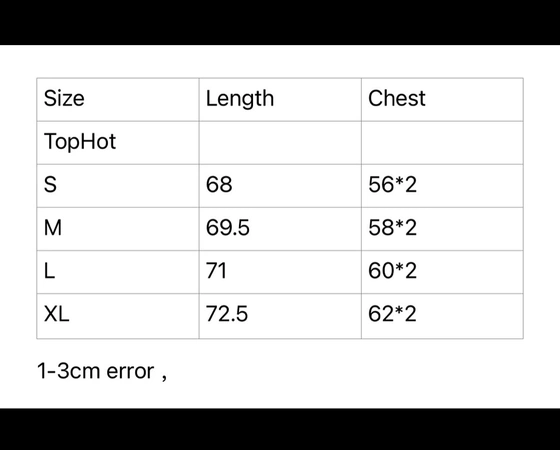 Size Length Chest
TopHot
S 68 56*2
M 69.5 58*2
L 71 60*2
XL 72.5 62*2
1-3cm error ,